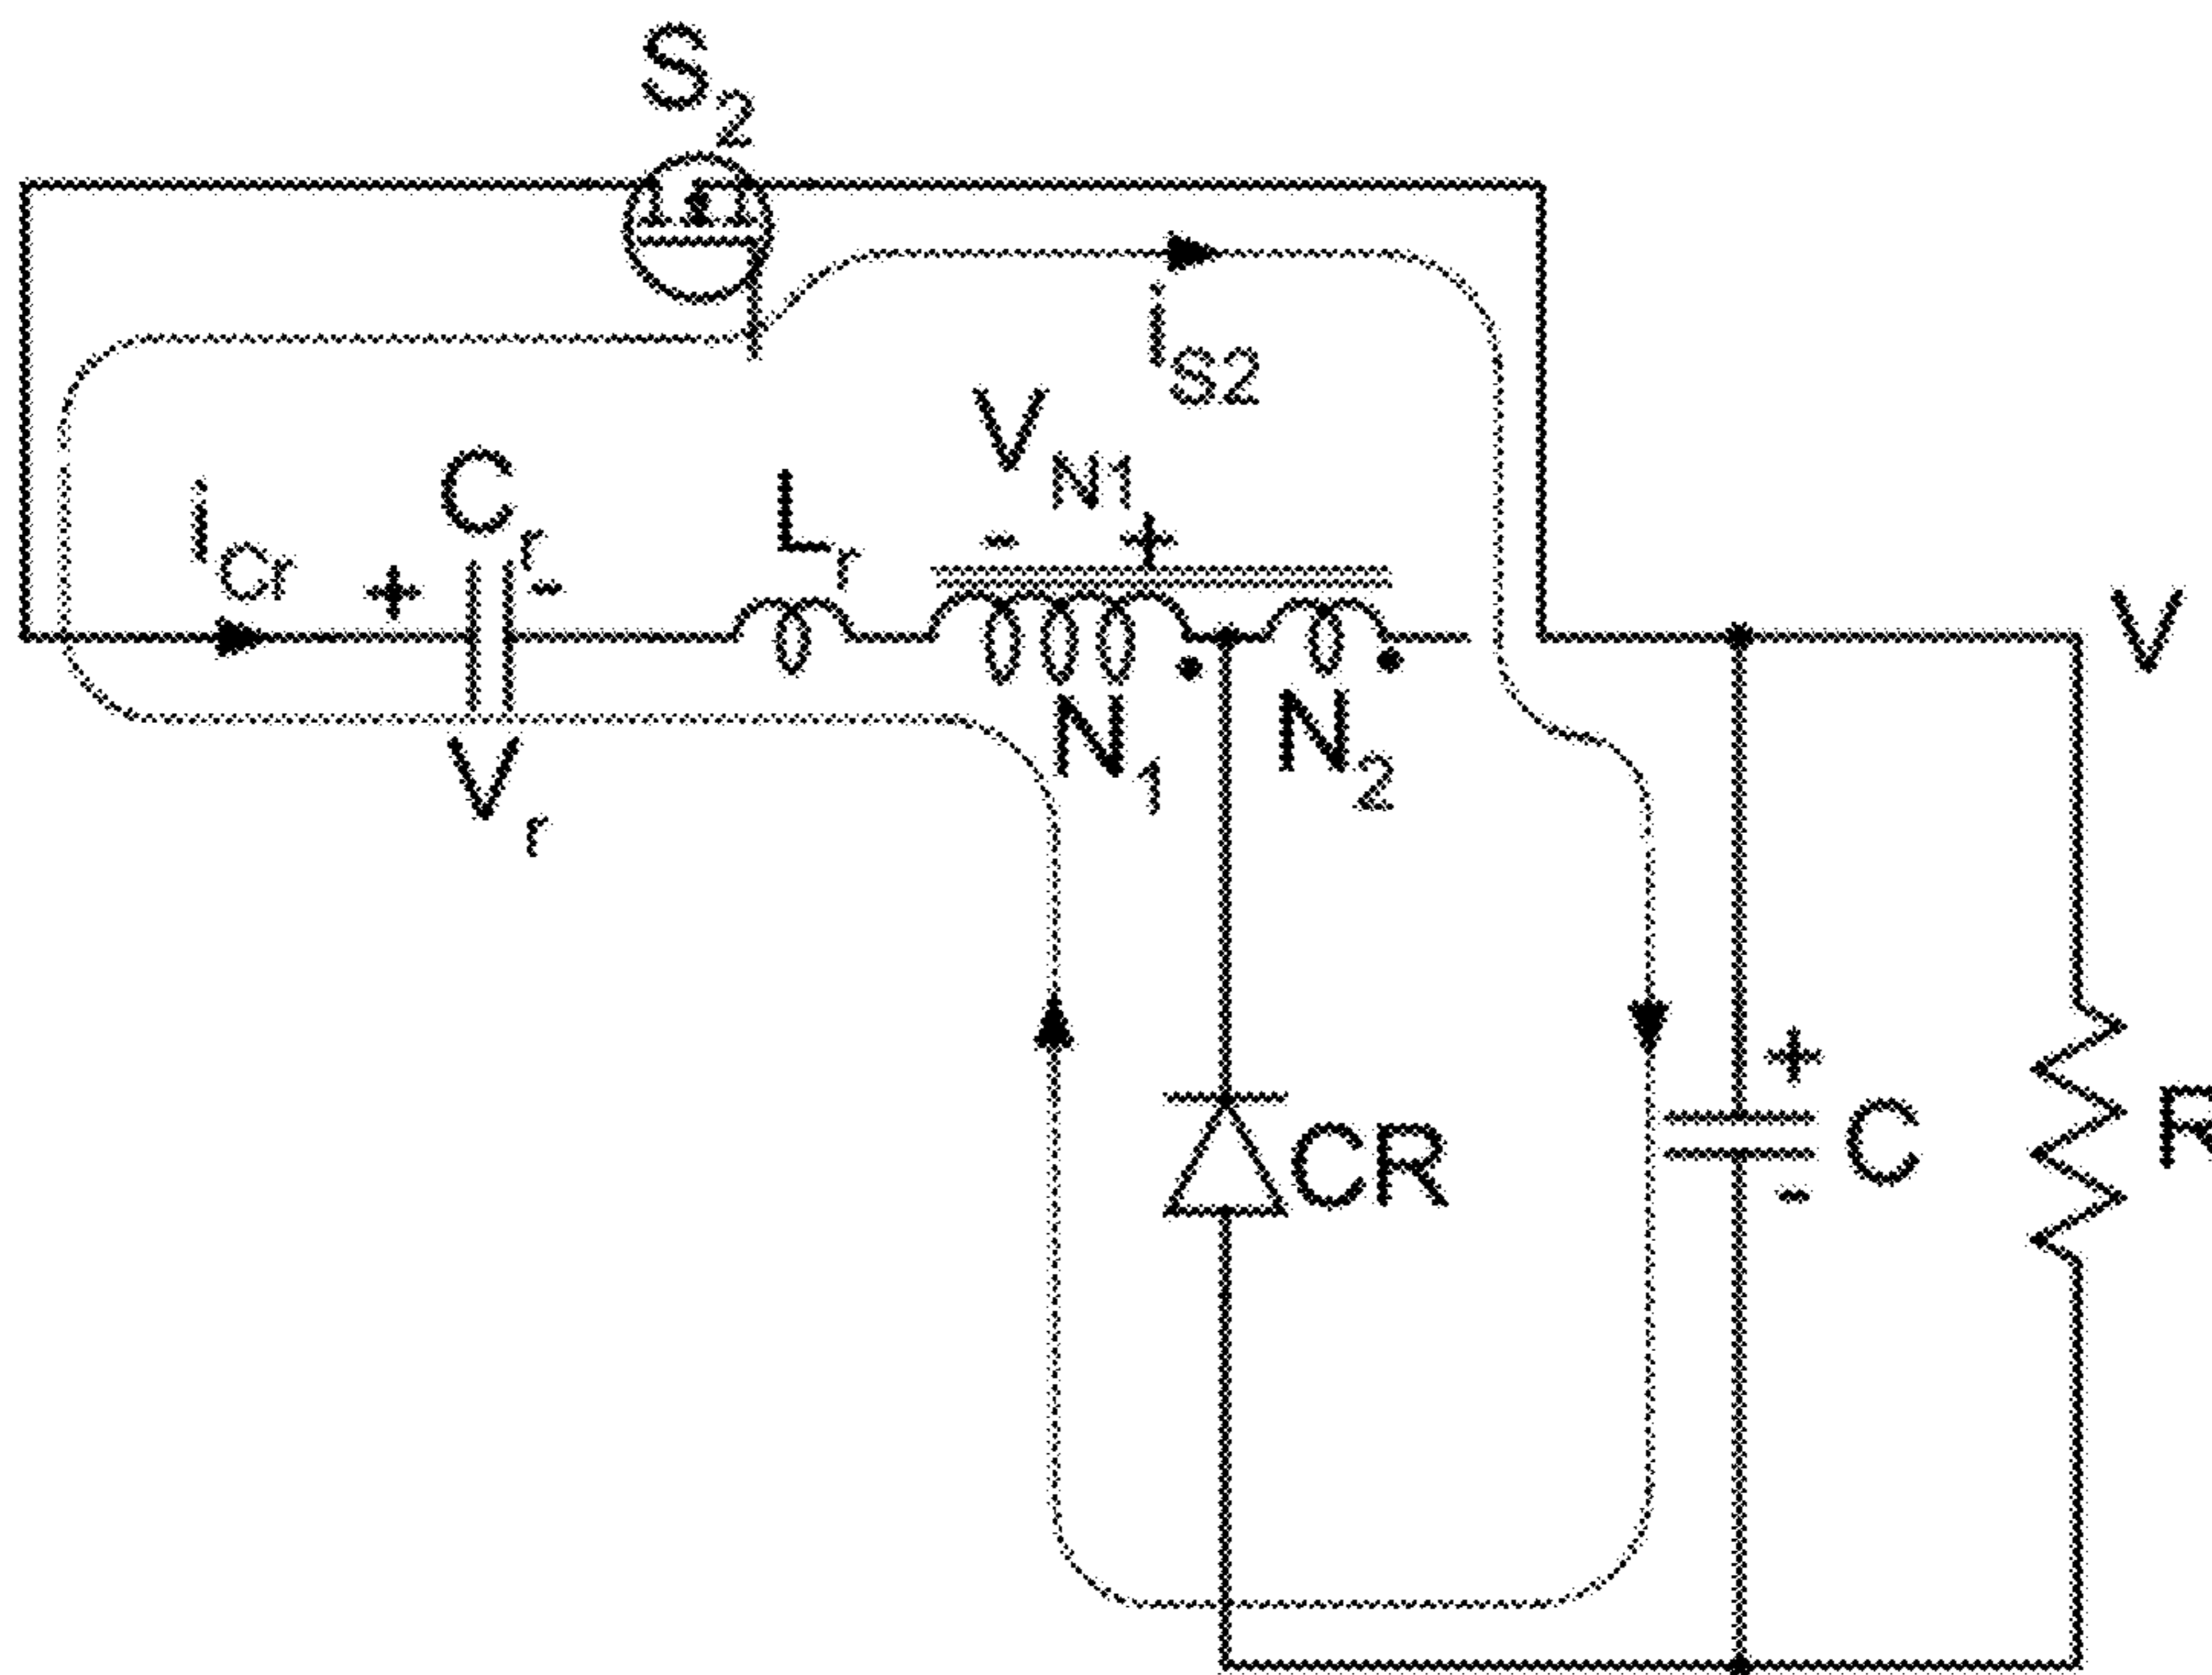 S2
iS2
VN1
- +
iCr
Cr
+ -
Lr
V
N1
N2
Vr
+
C
-
CR
R